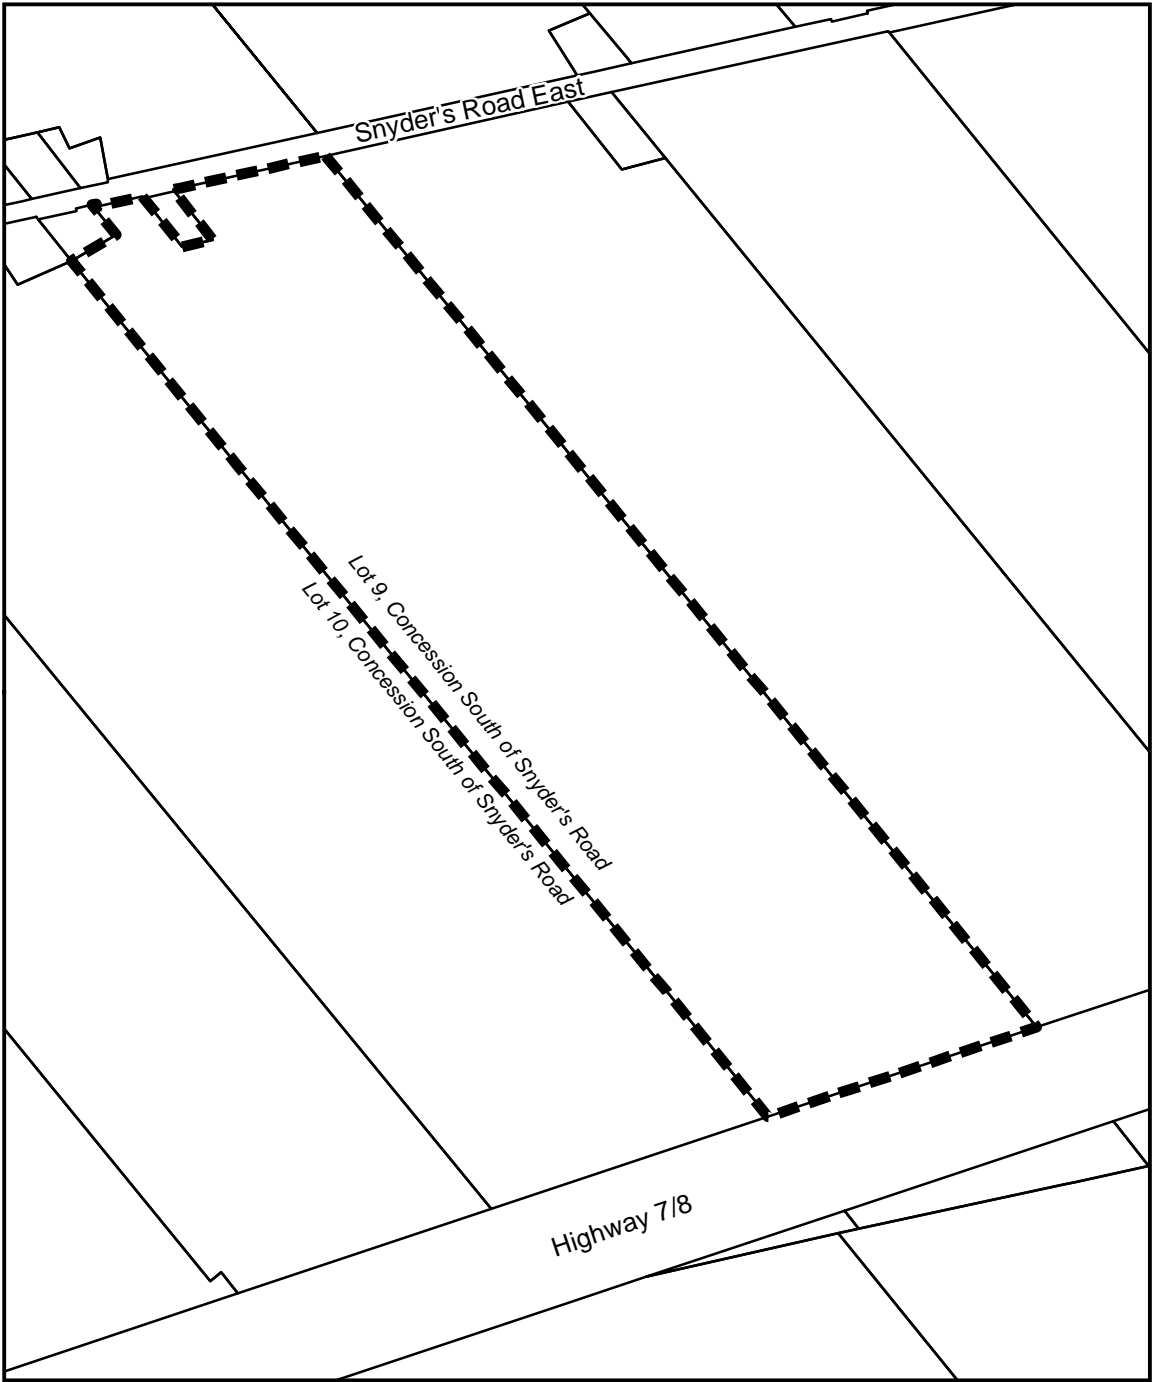 Snyder's Road East
Lot 9, Concession South of Snyder's Road
Lot 10, Concession South of Snyder's Road
Highway 7/8